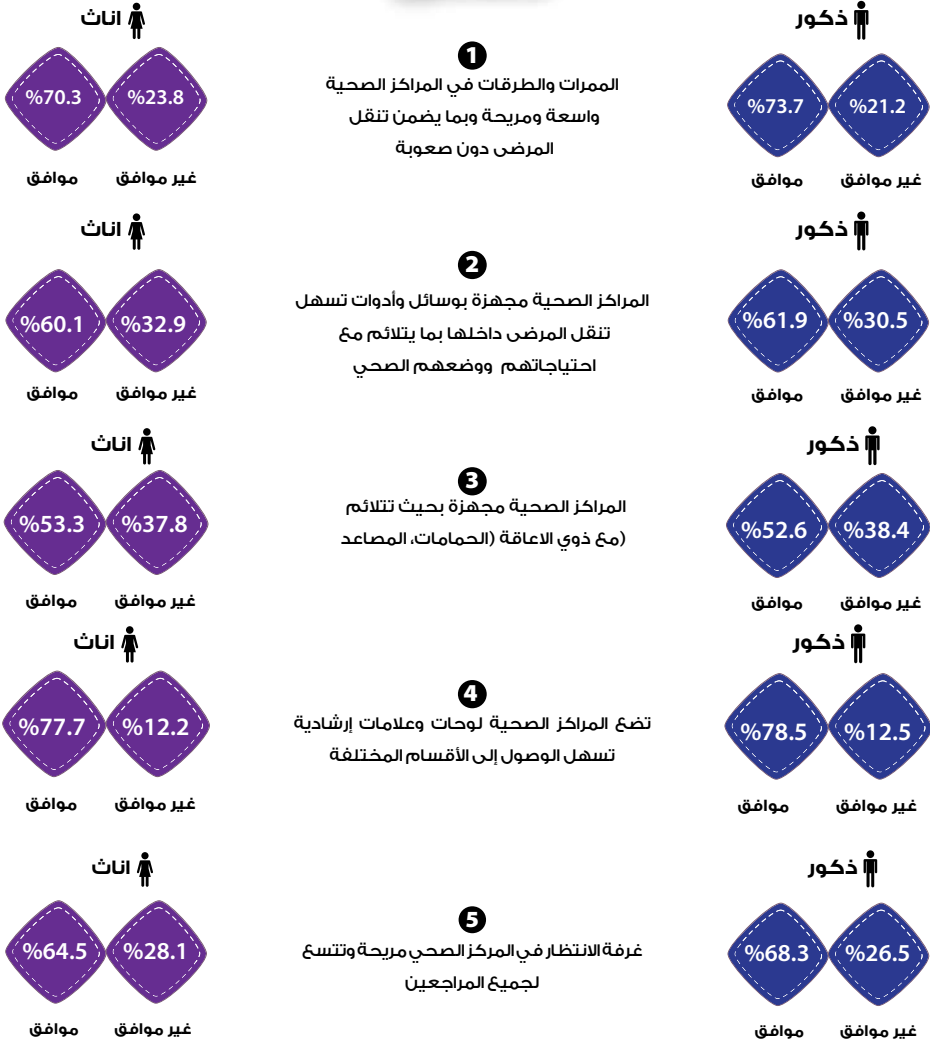 ذكور
%21.2 %73.7
غير موافق موافق
❶
الممرات والطرقات في المراكز الصحية
واسعة ومريحة وبما يضمن تنقل
المرضى دون صعوبة
اناث
%23.8 %70.3
غير موافق موافق
ذكور
%30.5 %61.9
غير موافق موافق
❷
المراكز الصحية مجهزة بوسائل وأدوات تسهل
تنقل المرضى داخلها بما يتلائم مع
احتياجاتهم ووضعهم الصحي
اناث
%32.9 %60.1
غير موافق موافق
ذكور
%38.4 %52.6
غير موافق موافق
❸
المراكز الصحية مجهزة بحيث تتلائم
(مع ذوي الاعاقة (الحمامات، المصاعد
اناث
%37.8 %53.3
غير موافق موافق
ذكور
%12.5 %78.5
غير موافق موافق
❹
تضع المراكز الصحية لوحات وعلامات إرشادية
تسهل الوصول إلى الأقسام المختلفة
اناث
%12.2 %77.7
غير موافق موافق
ذكور
%26.5 %68.3
غير موافق موافق
❺
غرفة الانتظار في المركز الصحي مريحة وتتسع
لجميع المراجعين
اناث
%28.1 %64.5
غير موافق موافق